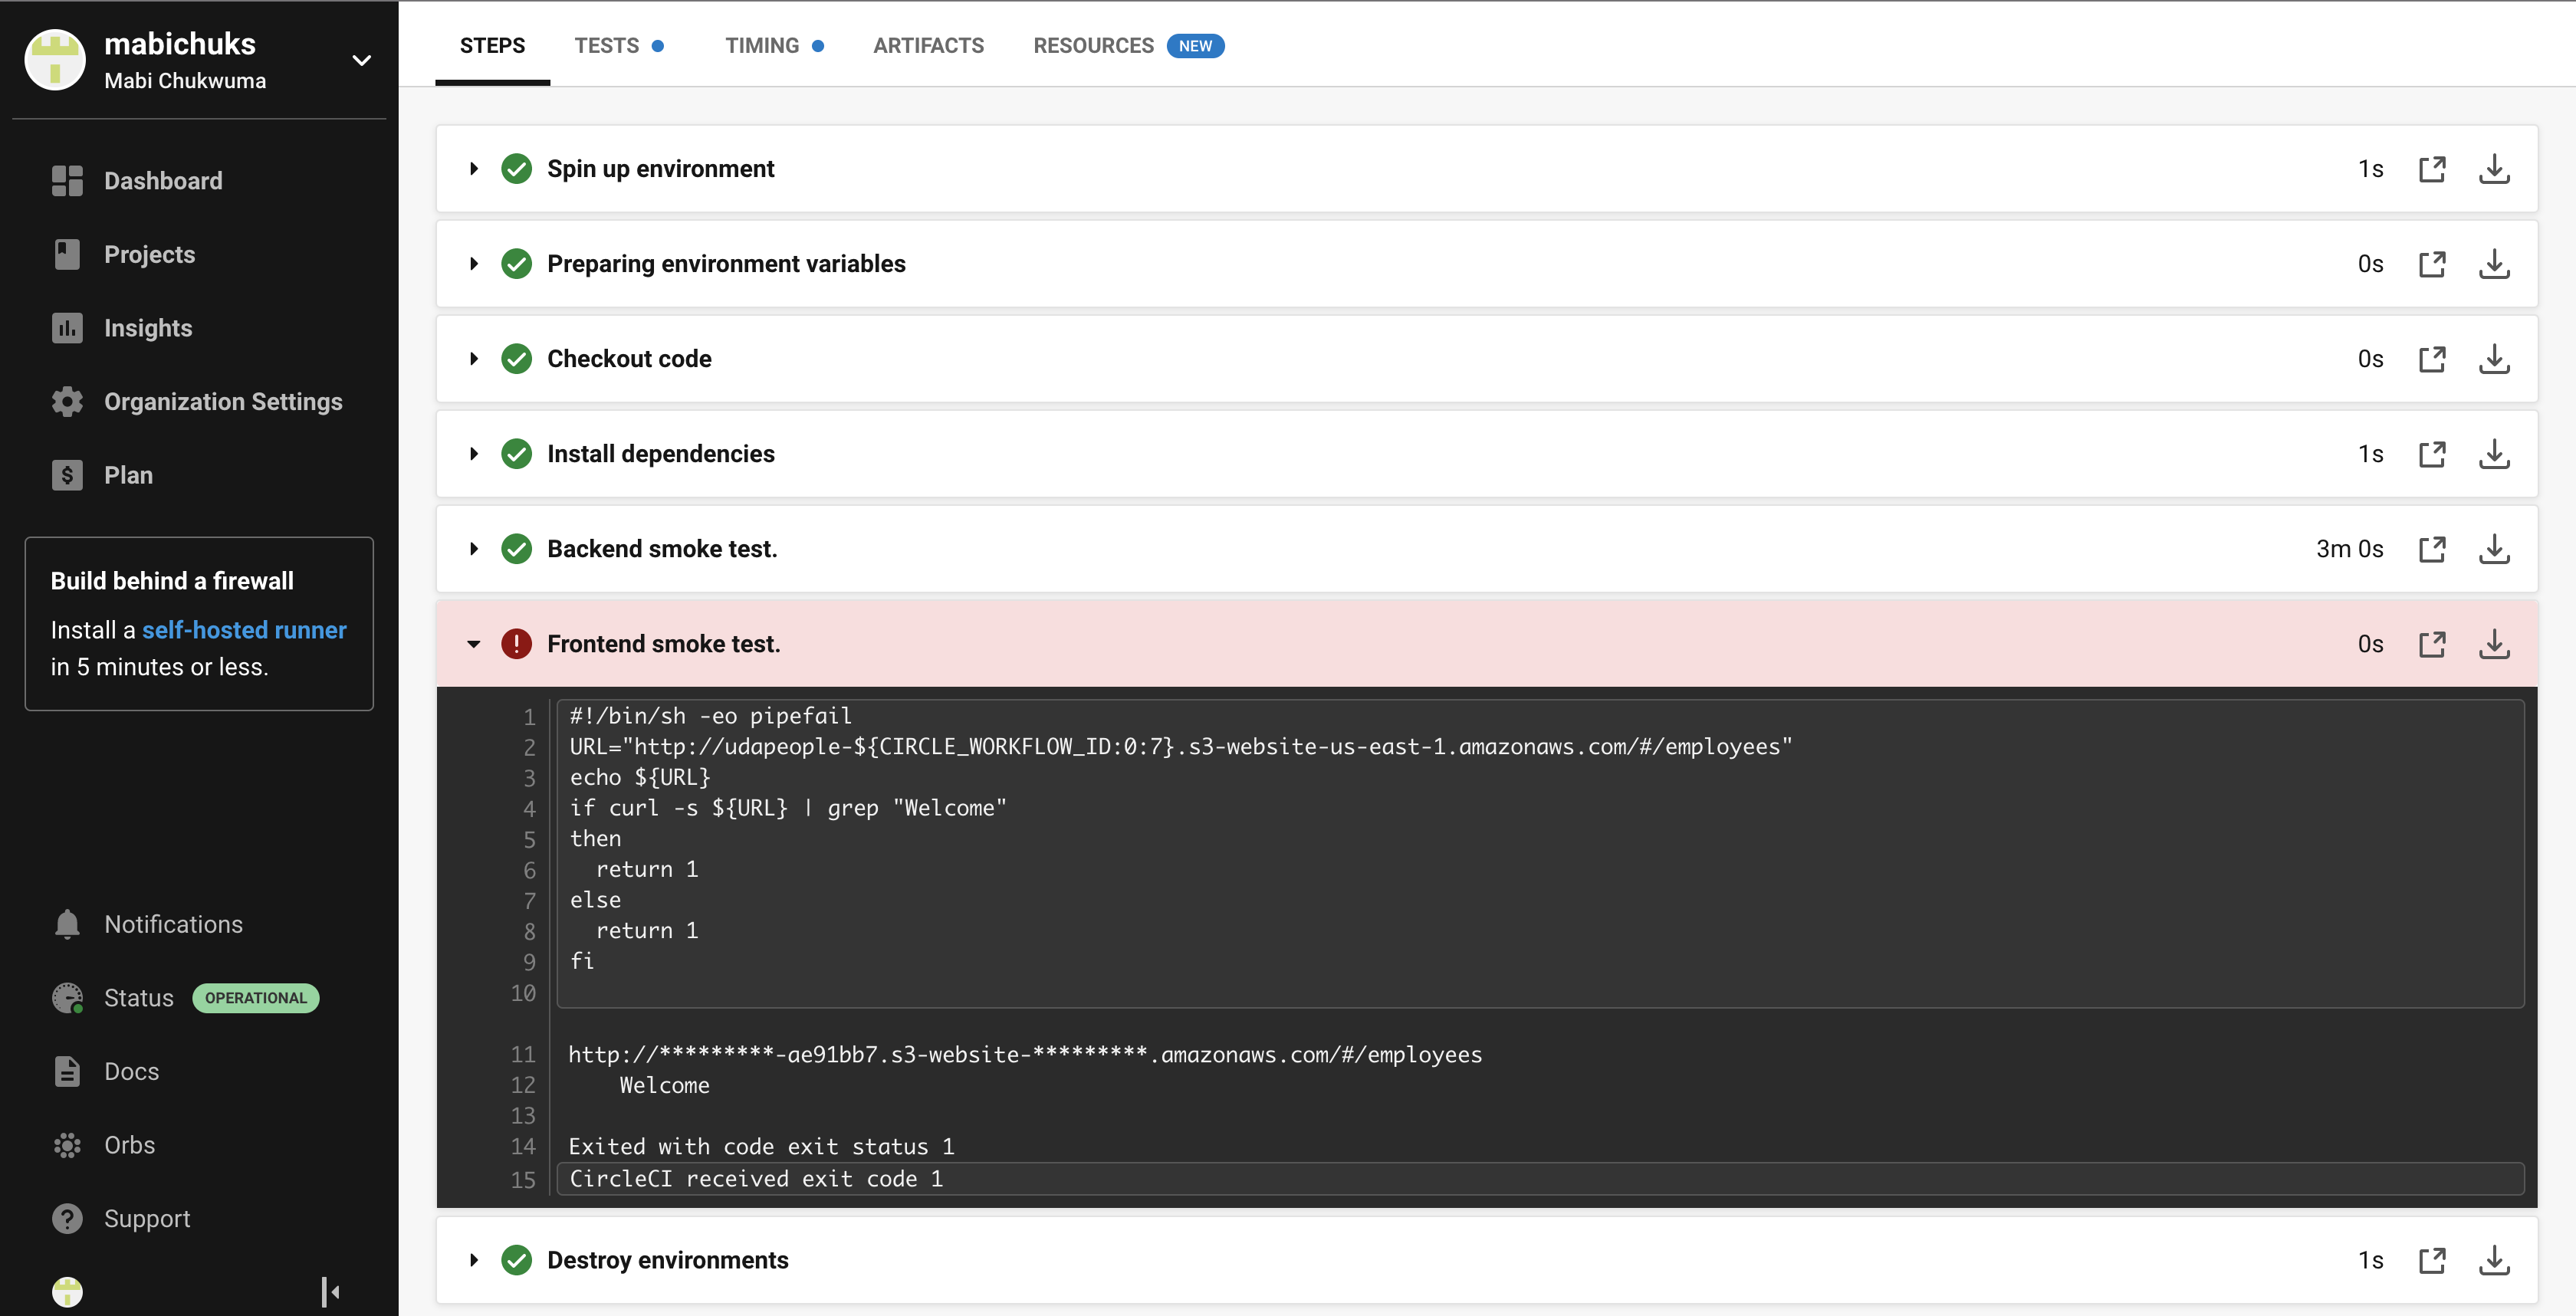 mabichuks
Mabi Chukwuma
Dashboard
Projects
Insights
Organization Settings
Plan
Build behind a firewall
Install a self-hosted runner
in 5 minutes or less.
Notifications
Status OPERATIONAL
Docs
Orbs
Support
STEPS TESTS TIMING ARTIFACTS RESOURCES NEW
Spin up environment 1s
Preparing environment variables 0s
Checkout code 0s
Install dependencies 1s
Backend smoke test. 3m 0s
Frontend smoke test. 0s
1 #!/bin/sh -eo pipefail
2 URL="http://udapeople-${CIRCLE_WORKFLOW_ID:0:7}.s3-website-us-east-1.amazonaws.com/#/employees"
3 echo ${URL}
4 if curl -s ${URL} | grep "Welcome"
5 then
6   return 1
7 else
8   return 1
9 fi
10
11 http://*********-ae91bb7.s3-website-*********.amazonaws.com/#/employees
12     Welcome
13
14 Exited with code exit status 1
15 CircleCI received exit code 1
Destroy environments 1s